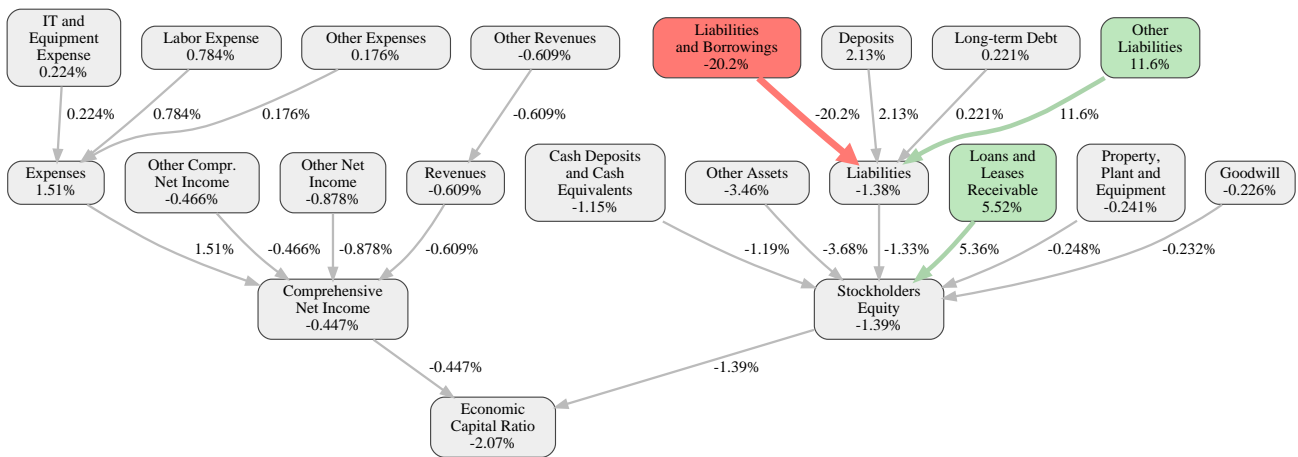 IT and
Equipment
Expense
0.224%
Labor Expense
0.784%
Other Expenses
0.176%
Other Revenues
-0.609%
Liabilities
and Borrowings
-20.2%
Deposits
2.13%
Long-term Debt
0.221%
Other
Liabilities
11.6%
0.224%
0.784%
0.176%
-0.609%
-20.2%
2.13%
0.221%
11.6%
Expenses
1.51%
Other Compr.
Net Income
-0.466%
Other Net
Income
-0.878%
Revenues
-0.609%
Cash Deposits
and Cash
Equivalents
-1.15%
Other Assets
-3.46%
Liabilities
-1.38%
Loans and
Leases
Receivable
5.52%
Property,
Plant and
Equipment
-0.241%
Goodwill
-0.226%
1.51%
-0.466%
-0.878%
-0.609%
-1.19%
-3.68%
-1.33%
5.36%
-0.248%
-0.232%
Comprehensive
Net Income
-0.447%
Stockholders
Equity
-1.39%
-0.447%
-1.39%
Economic
Capital Ratio
-2.07%